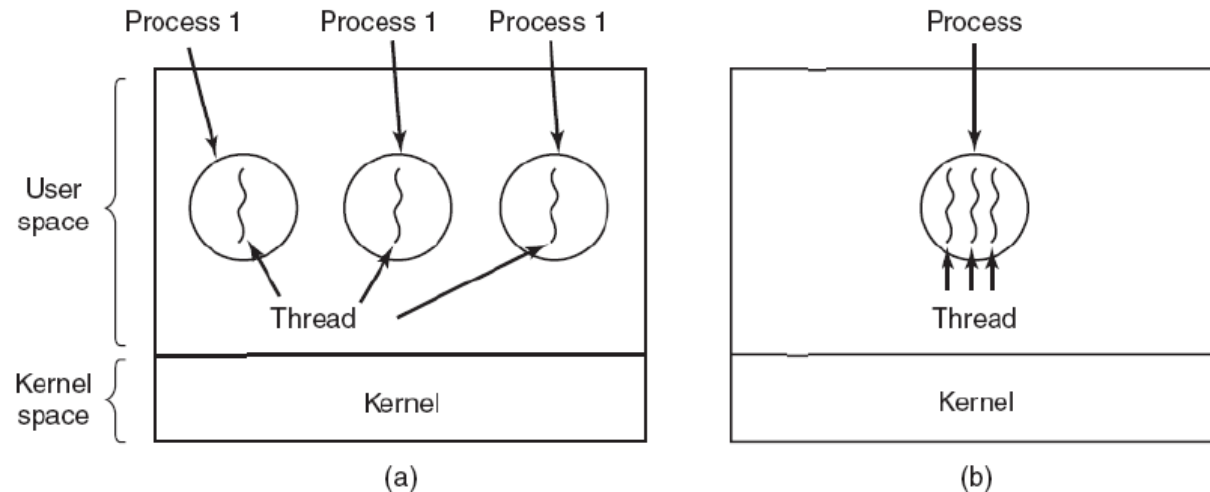 Process 1 Process 1 Process 1
Process
User
space
Thread
Thread
Kernel
space
Kernel
Kernel
(a)
(b)